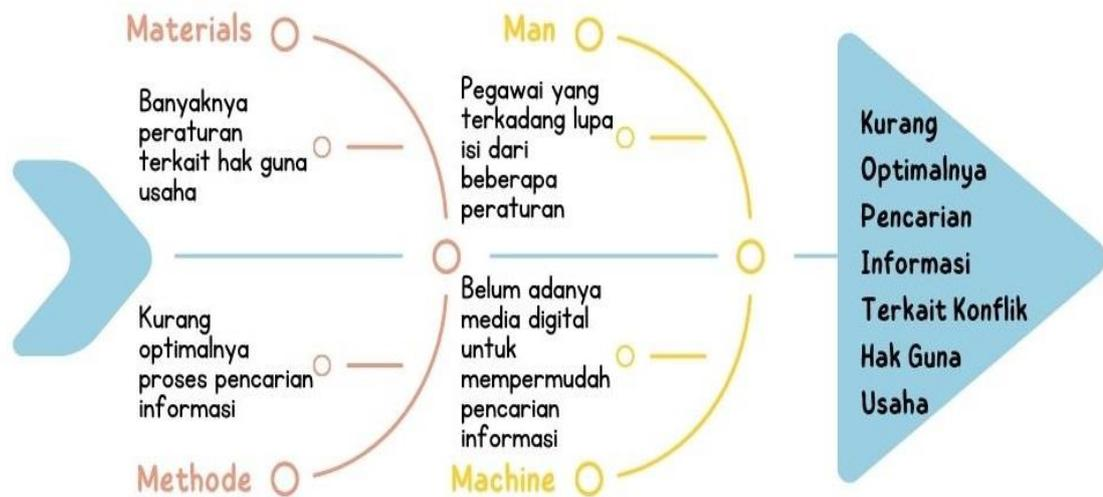 Materials
Banyaknya
peraturan
terkait hak guna
usaha
Man
Pegawai yang
terkadang lupa
isi dari
beberapa
peraturan
Kurang
optimalnya
proses pencarian
informasi
Methode
Belum adanya
media digital
untuk
mempermudah
pencarian
informasi
Machine
Kurang
Optimalnya
Pencarian
Informasi
Terkait Konflik
Hak Guna
Usaha